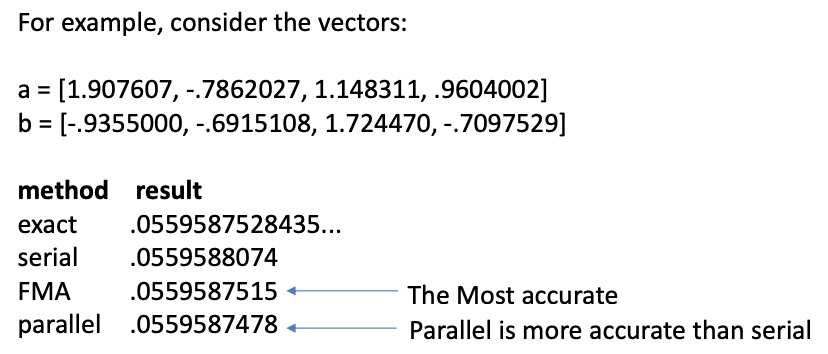 For example, consider the vectors:
a = [1.907607, -.7862027, 1.148311, .9604002]
b = [-.9355000, -.6915108, 1.724470, -.7097529]
method result
exact .0559587528435...
serial .0559588074
FMA .0559587515 The Most accurate
parallel .0559587478 Parallel is more accurate than serial